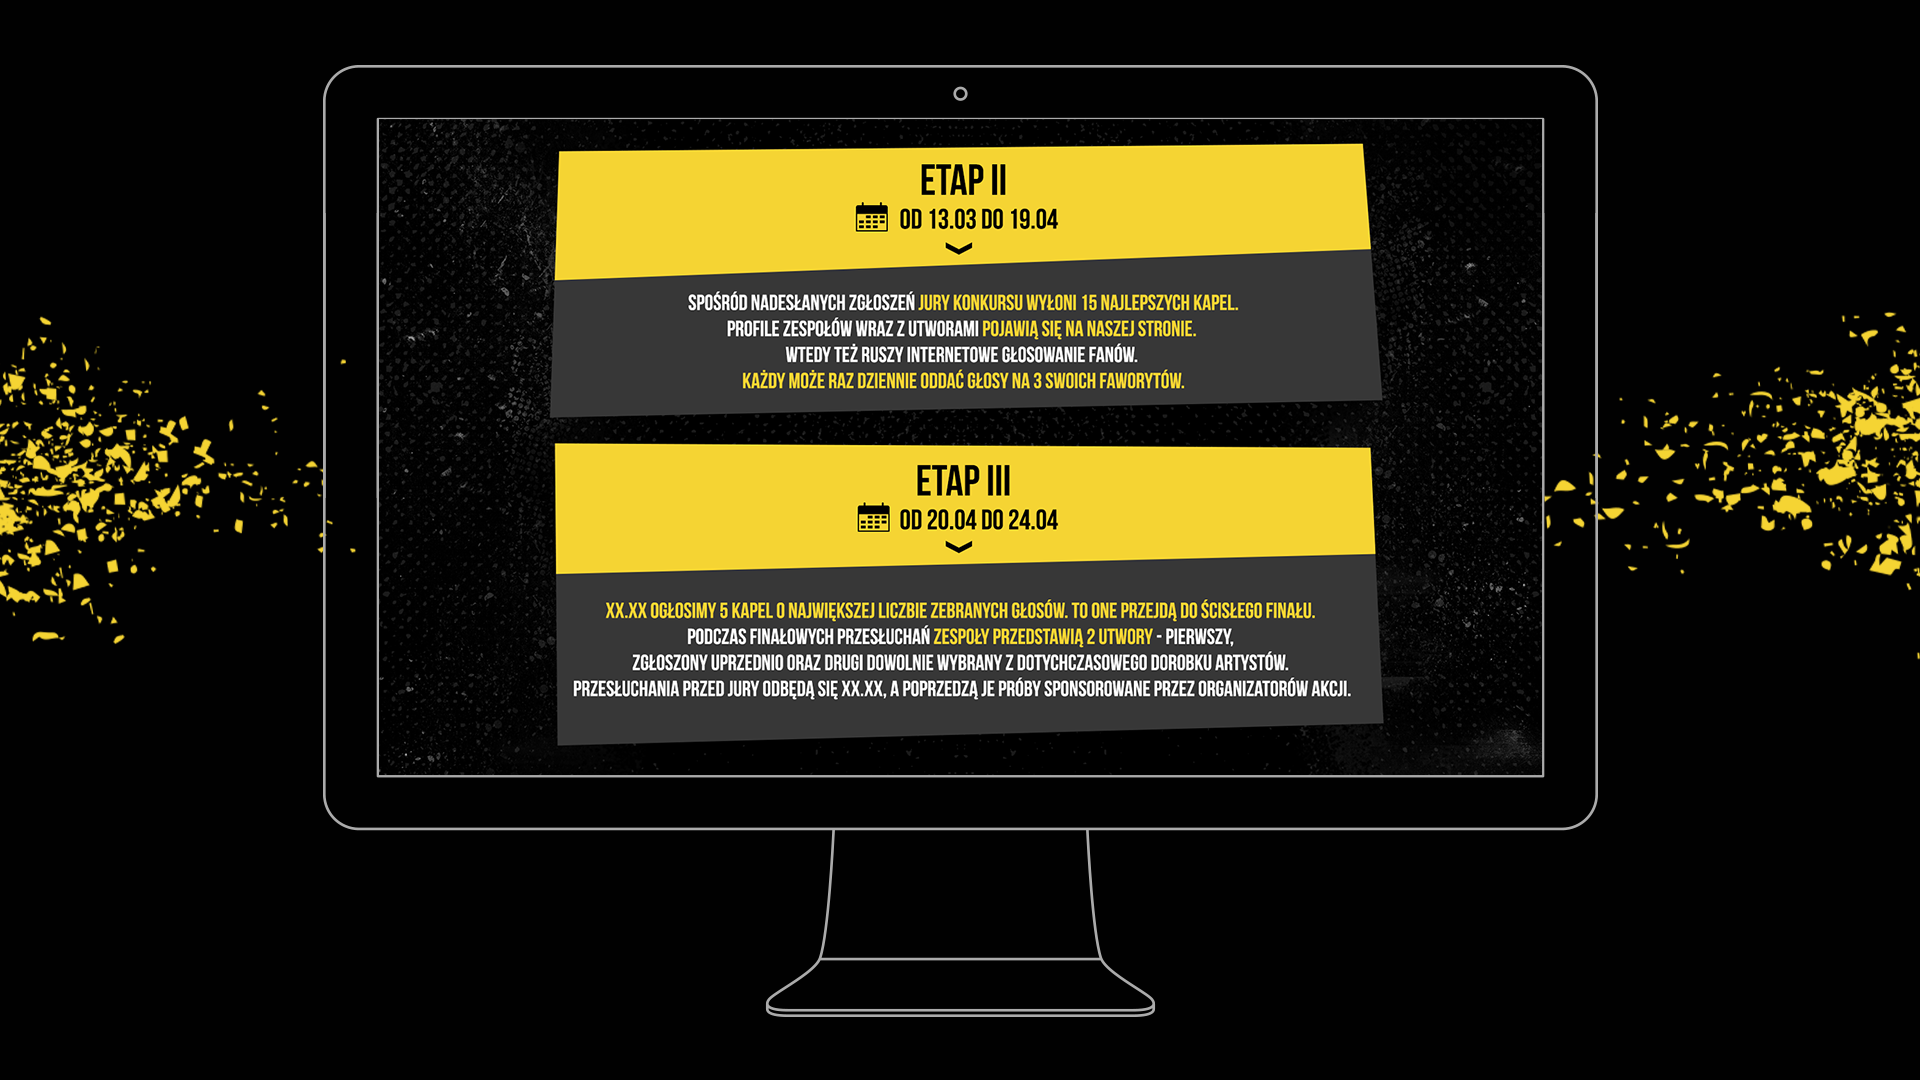 ETAP II
OD 13.03 DO 19.04
SPOŚRÓD NADESŁANYCH ZGŁOSZEŃ JURY KONKURSU WYŁONI 15 NAJLEPSZYCH KAPEL.
PROFILE ZESPOŁÓW WRAZ Z UTWORAMI POJAWIĄ SIĘ NA NASZEJ STRONIE.
WTEDY TEŻ RUSZY INTERNETOWE GŁOSOWANIE FANÓW.
KAŻDY MOŻE RAZ DZIENNIE ODDAĆ GŁOSY NA 3 SWOICH FAWORYTÓW.
ETAP III
OD 20.04 DO 24.04
XX.XX OGŁOSIMY 5 KAPEL O NAJWIĘKSZEJ LICZBIE ZEBRANYCH GŁOSÓW. TO ONE PRZEJDĄ DO ŚCISŁEGO FINAŁU.
PODCZAS FINAŁOWYCH PRZESŁUCHAŃ ZESPOŁY PRZEDSTAWIĄ 2 UTWORY - PIERWSZY,
ZGŁOSZONY UPRZEDNIO ORAZ DRUGI DOWOLNIE WYBRANY Z DOTYCHCZASOWEGO DOROBKU ARTYSTÓW.
PRZESŁUCHANIA PRZED JURY ODBĘDĄ SIĘ XX.XX, A POPRZEDZĄ JE PRÓBY SPONSOROWANE PRZEZ ORGANIZATORÓW AKCJI.